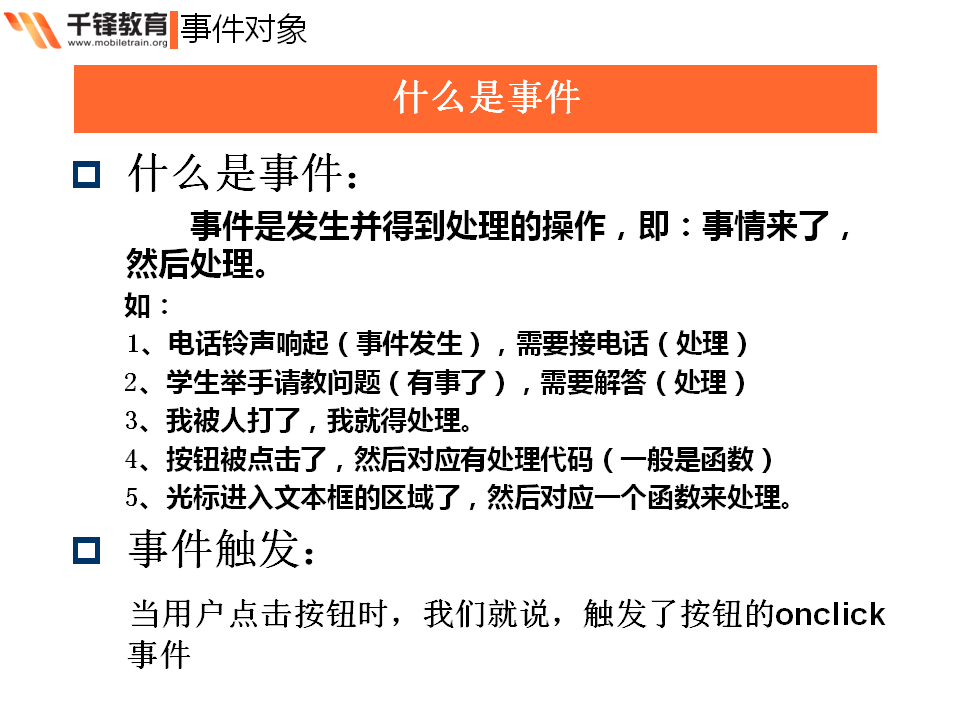 千锋教育
www.mobiletrain.org
事件对象
什么是事件
什么是事件：
事件是发生并得到处理的操作，即：事情来了，
然后处理。
如：
1、电话铃声响起（事件发生），需要接电话（处理）
2、学生举手请教问题（有事了），需要解答（处理）
3、我被人打了，我就得处理。
4、按钮被点击了，然后对应有处理代码（一般是函数）
5、光标进入文本框的区域了，然后对应一个函数来处理。
事件触发：
当用户点击按钮时，我们就说，触发了按钮的onclick
事件